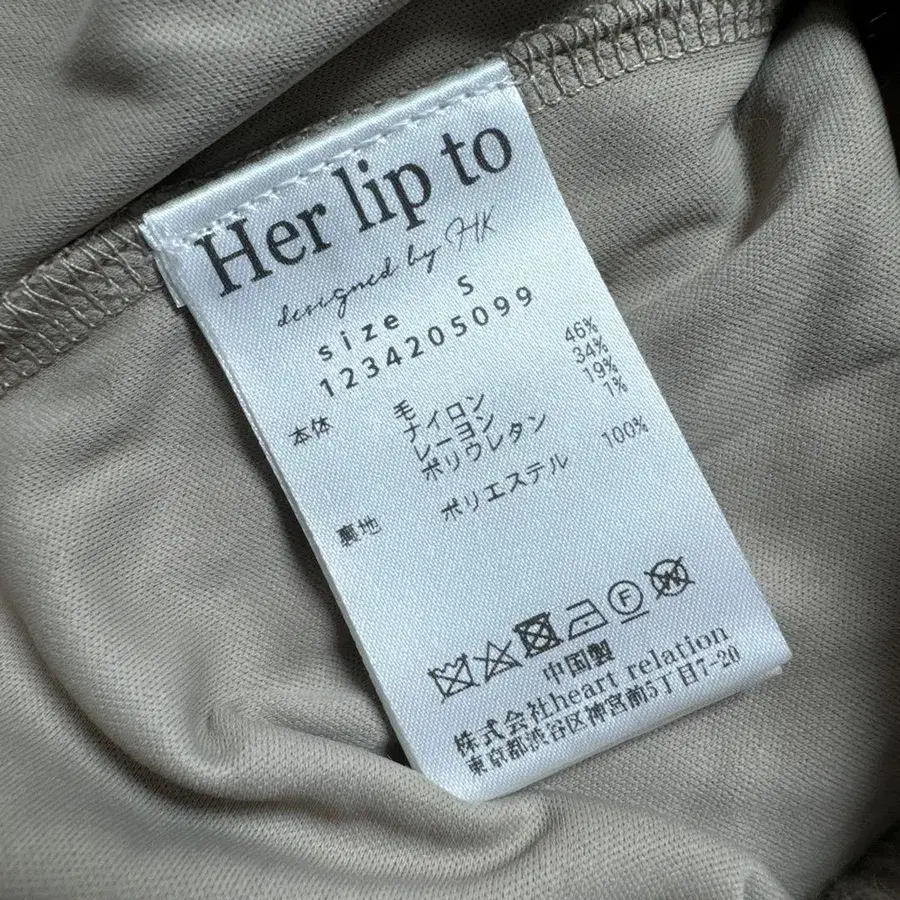 Her lip to
designed by HK
size S
1234205099
本体 毛 46%
ナイロン 34%
レーヨン 19%
ポリウレタン 1%
裏地 ポリエステル 100%
F W
中国製
株式会社heart relation
東京都渋谷区神宮前5丁目7-20